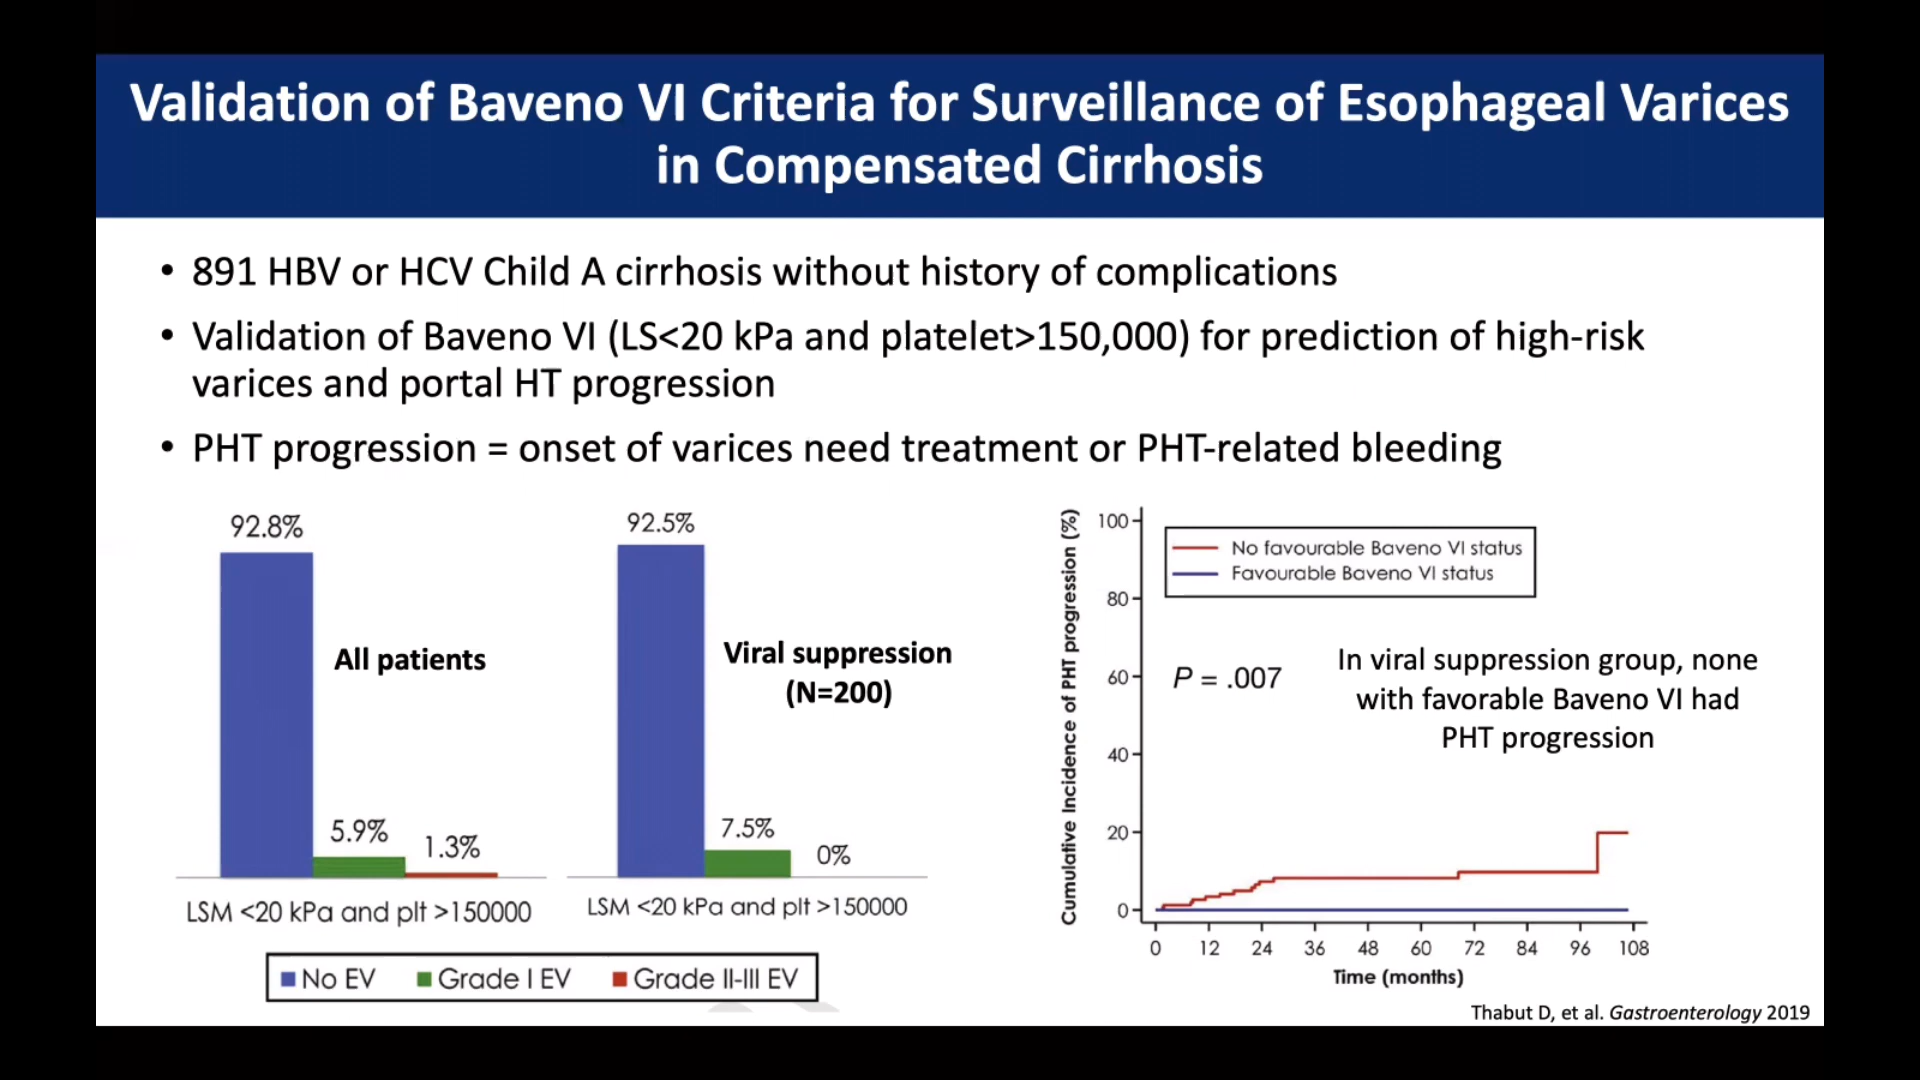 Validation of Baveno VI Criteria for Surveillance of Esophageal Varices
in Compensated Cirrhosis
• 891 HBV or HCV Child A cirrhosis without history of complications
• Validation of Baveno VI (LS<20 kPa and platelet>150,000) for prediction of high-risk
varices and portal HT progression
• PHT progression = onset of varices need treatment or PHT-related bleeding
92.8%
5.9%
1.3%
All patients
LSM <20 kPa and plt >150000
92.5%
7.5%
0%
Viral suppression
(N=200)
LSM <20 kPa and plt >150000
No EV
Grade I EV
Grade II-III EV
Cumulative Incidence of PHT progression (%)
100
80
60
40
20
0
No favourable Baveno VI status
Favourable Baveno VI status
P = .007
In viral suppression group, none
with favorable Baveno VI had
PHT progression
0 12 24 36 48 60 72 84 96 108
Time (months)
Thabut D, et al. Gastroenterology 2019